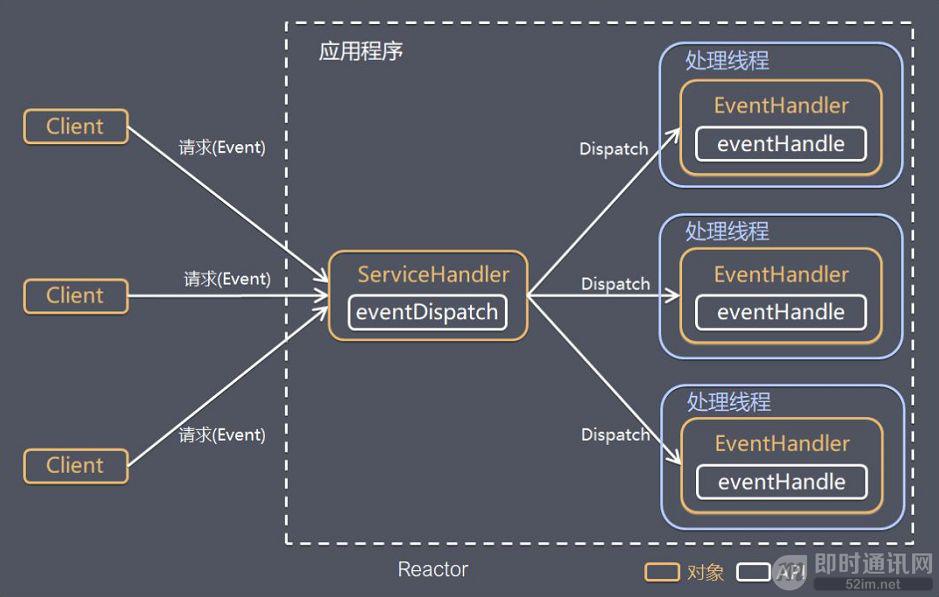 应用程序
处理线程
EventHandler
eventHandle
Client
请求(Event)
Dispatch
处理线程
EventHandler
eventHandle
Client
请求(Event)
ServiceHandler
eventDispatch
Dispatch
处理线程
EventHandler
eventHandle
Client
请求(Event)
Dispatch
Reactor
对象
API
即时通讯网
52im.net